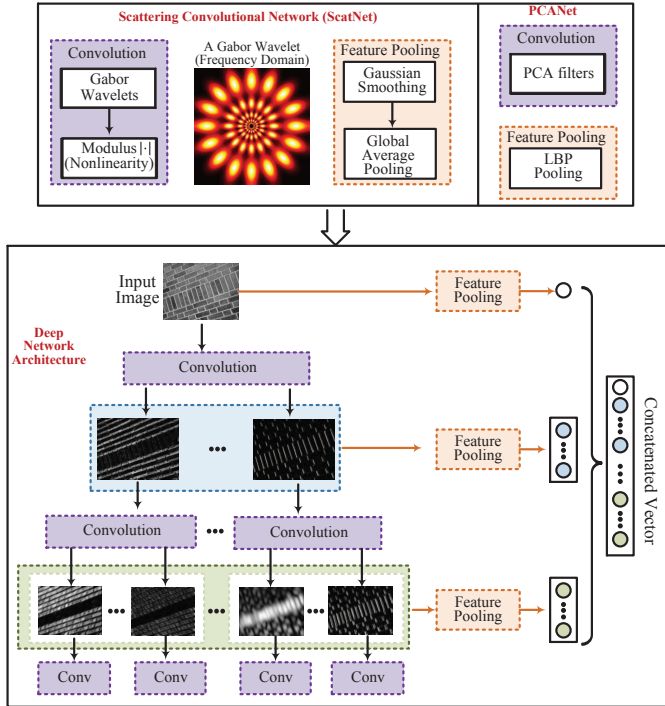 Scattering Convolutional Network (ScatNet)
Convolution
Gabor
Wavelets
Modulus |·|
(Nonlinearity)
A Gabor Wavelet
(Frequency Domain)
Feature Pooling
Gaussian
Smoothing
Global
Average
Pooling
PCANet
Convolution
PCA filters
Feature Pooling
LBP
Pooling
Input
Image
Feature
Pooling
Deep
Network
Architecture
Convolution
Feature
Pooling
Concatenated Vector
Convolution
Convolution
Feature
Pooling
Conv
Conv
Conv
Conv